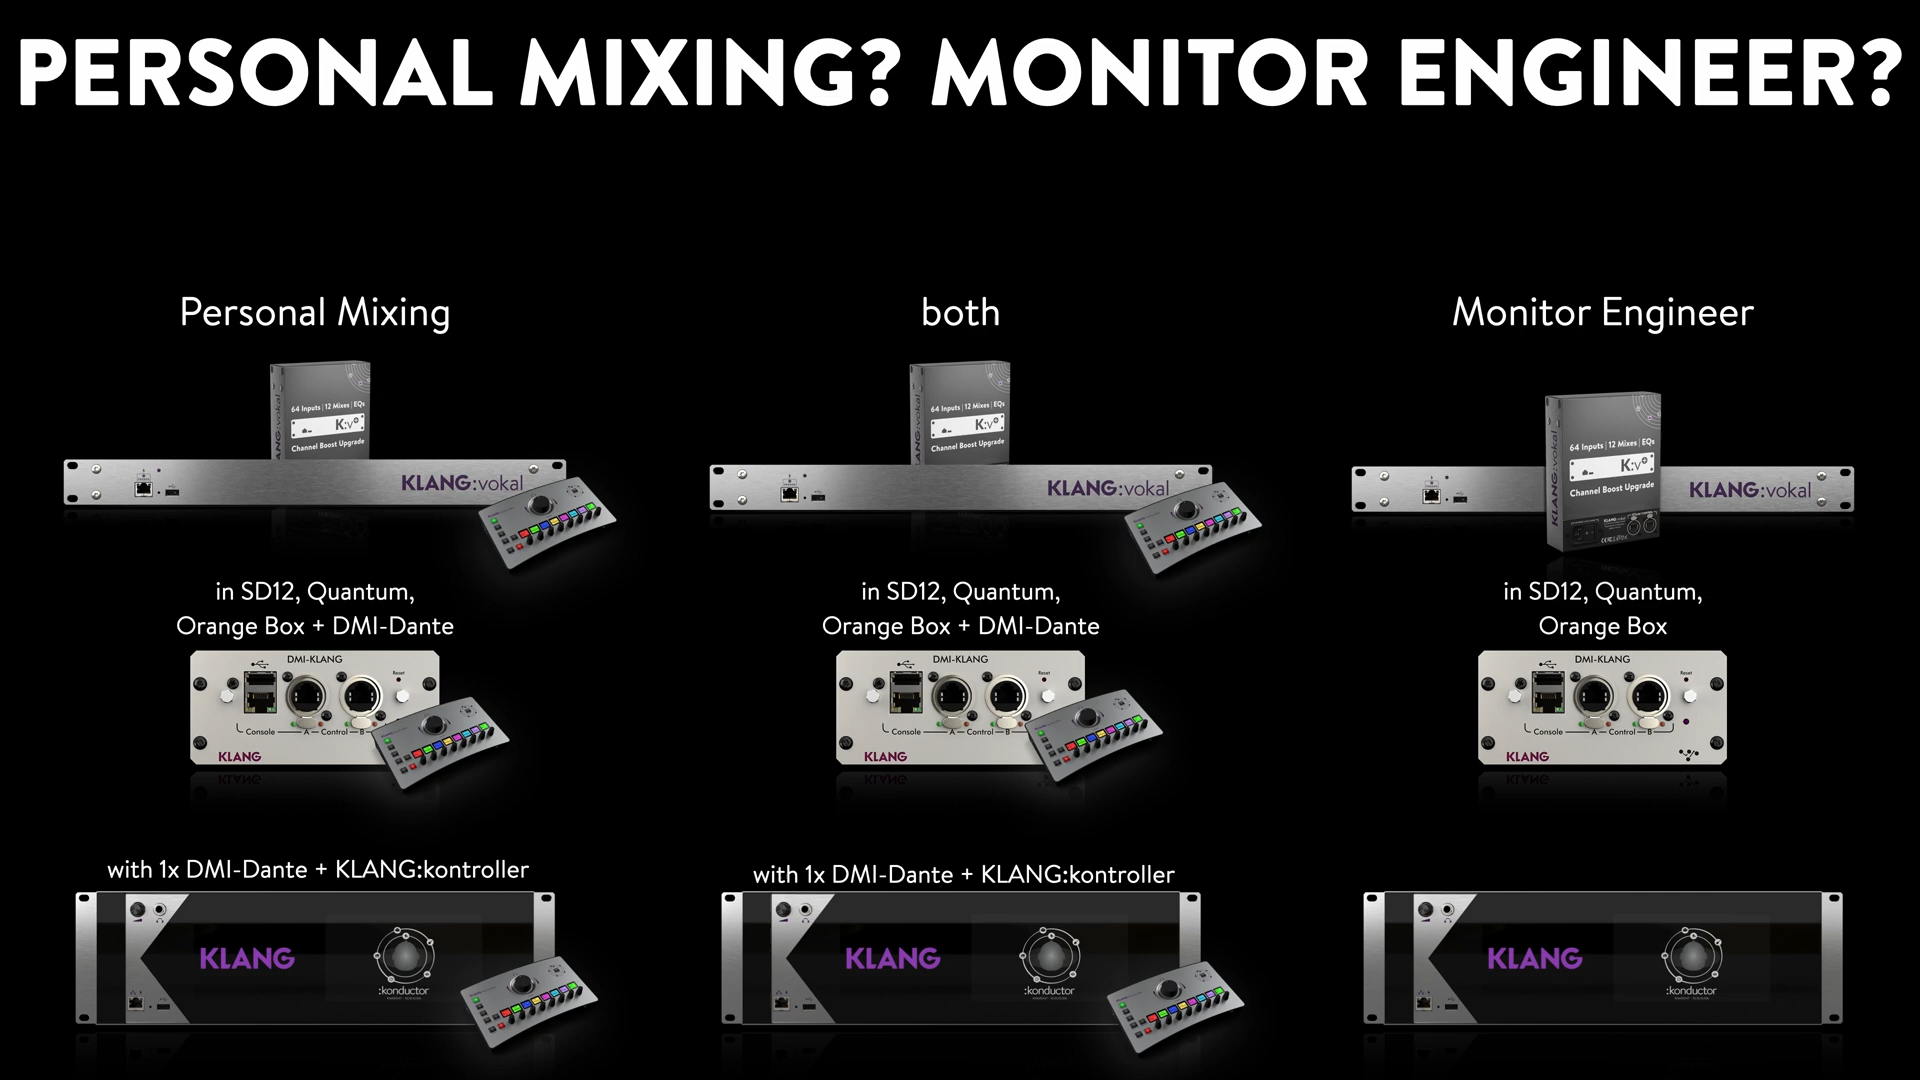 PERSONAL MIXING? MONITOR ENGINEER?
Personal Mixing
both
Monitor Engineer
64 Inputs | 12 Mixes | EQs
K:v+
Channel Boost Upgrade
KLANG:vokal
64 Inputs | 12 Mixes | EQs
K:v+
Channel Boost Upgrade
KLANG:vokal
KLANG:vokal
64 Inputs | 12 Mixes | EQs
K:v+
Channel Boost Upgrade
KLANG:vokal
in SD12, Quantum,
Orange Box + DMI-Dante
in SD12, Quantum,
Orange Box + DMI-Dante
in SD12, Quantum,
Orange Box
DMI-KLANG
Reset
Console A Control B
KLANG
DMI-KLANG
Reset
Console A Control B
KLANG
DMI-KLANG
Reset
Console A Control B
KLANG
with 1x DMI-Dante + KLANG:kontroller
with 1x DMI-Dante + KLANG:kontroller
KLANG
:konductor
KLANG
:konductor
KLANG
:konductor